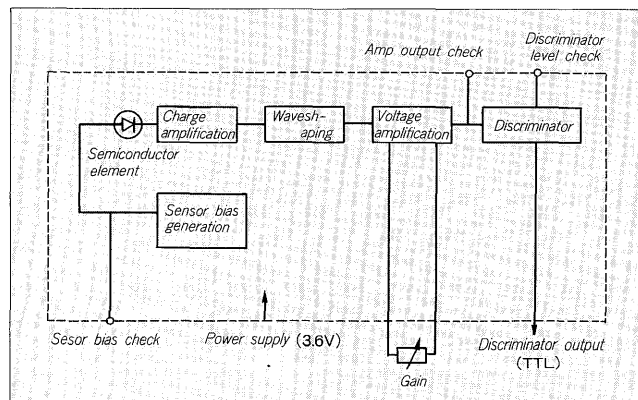 Amp output check
Discriminator
level check
Charge
amplification
Wavesh-
aping
Voltage
amplification
Discriminator
Semiconductor
element
Sensor bias
generation
Sesor bias check
Power supply (3.6V)
Gain
Discriminator output
(TTL)